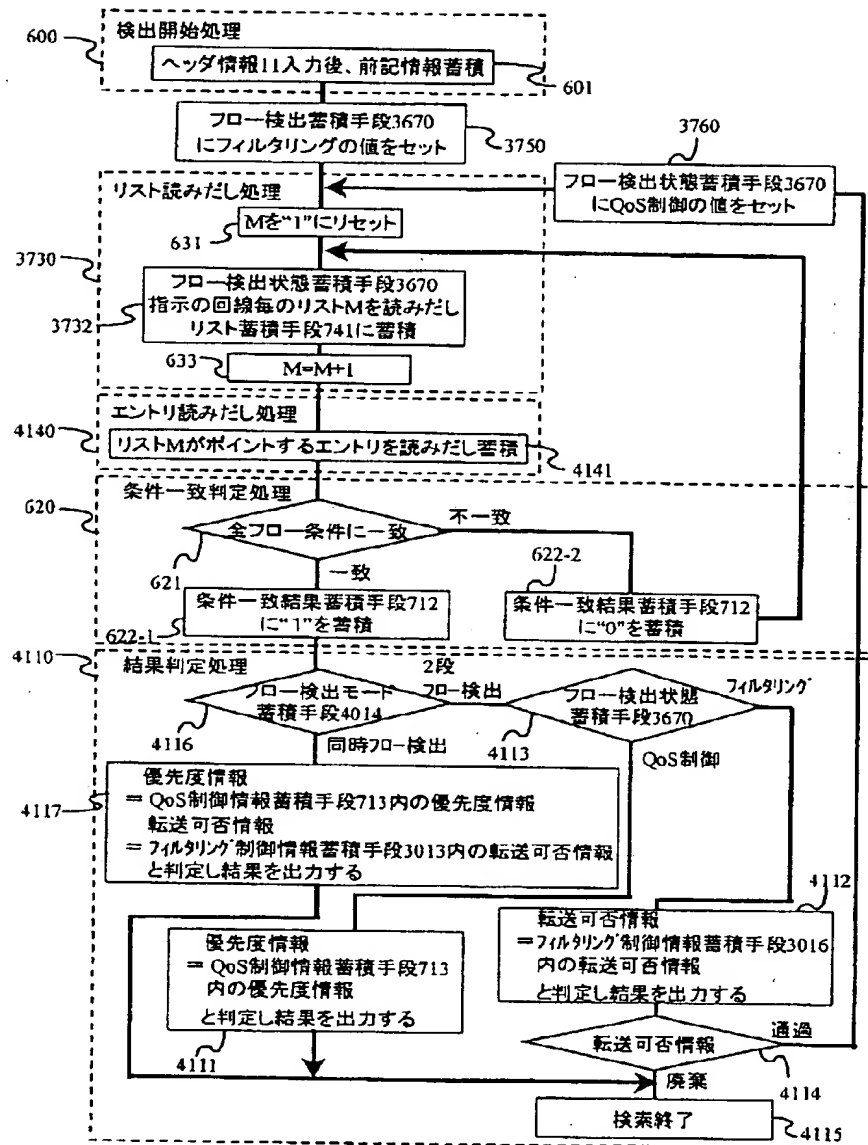 600
検出開始処理
ヘッダ情報11入力後、前記情報蓄積
601
フロー検出蓄積手段3670
にフィルタリングの値をセット
3750
3760
フロー検出状態蓄積手段3670
にQoS制御の値をセット
リスト読みだし処理
Mを“1”にリセット
631
3730
フロー検出状態蓄積手段3670
指示の回線毎のリストMを読みだし
リスト蓄積手段741に蓄積
3732
633
M=M+1
エントリ読みだし処理
4140
リストMがポイントするエントリを読みだし蓄積
4141
条件一致判定処理
620
全フロー条件に一致
不一致
621
一致
622-2
条件一致結果蓄積手段712
に“1”を蓄積
622-1
条件一致結果蓄積手段712
に“0”を蓄積
4110
結果判定処理
フロー検出モード
蓄積手段4014
4116
2段
フロー検出
フロー検出状態
蓄積手段3670
4113
フィルタリング
同時フロー検出
QoS制御
4117
優先度情報
= QoS制御情報蓄積手段713内の優先度情報
転送可否情報
=フィルタリング制御情報蓄積手段3013内の転送可否情報
と判定し結果を出力する
4112
転送可否情報
=フィルタリング制御情報蓄積手段3016
内の転送可否情報
と判定し結果を出力する
優先度情報
= QoS制御情報蓄積手段713
内の優先度情報
と判定し結果を出力する
4111
転送可否情報
通過
4114
廃棄
検索終了
4115